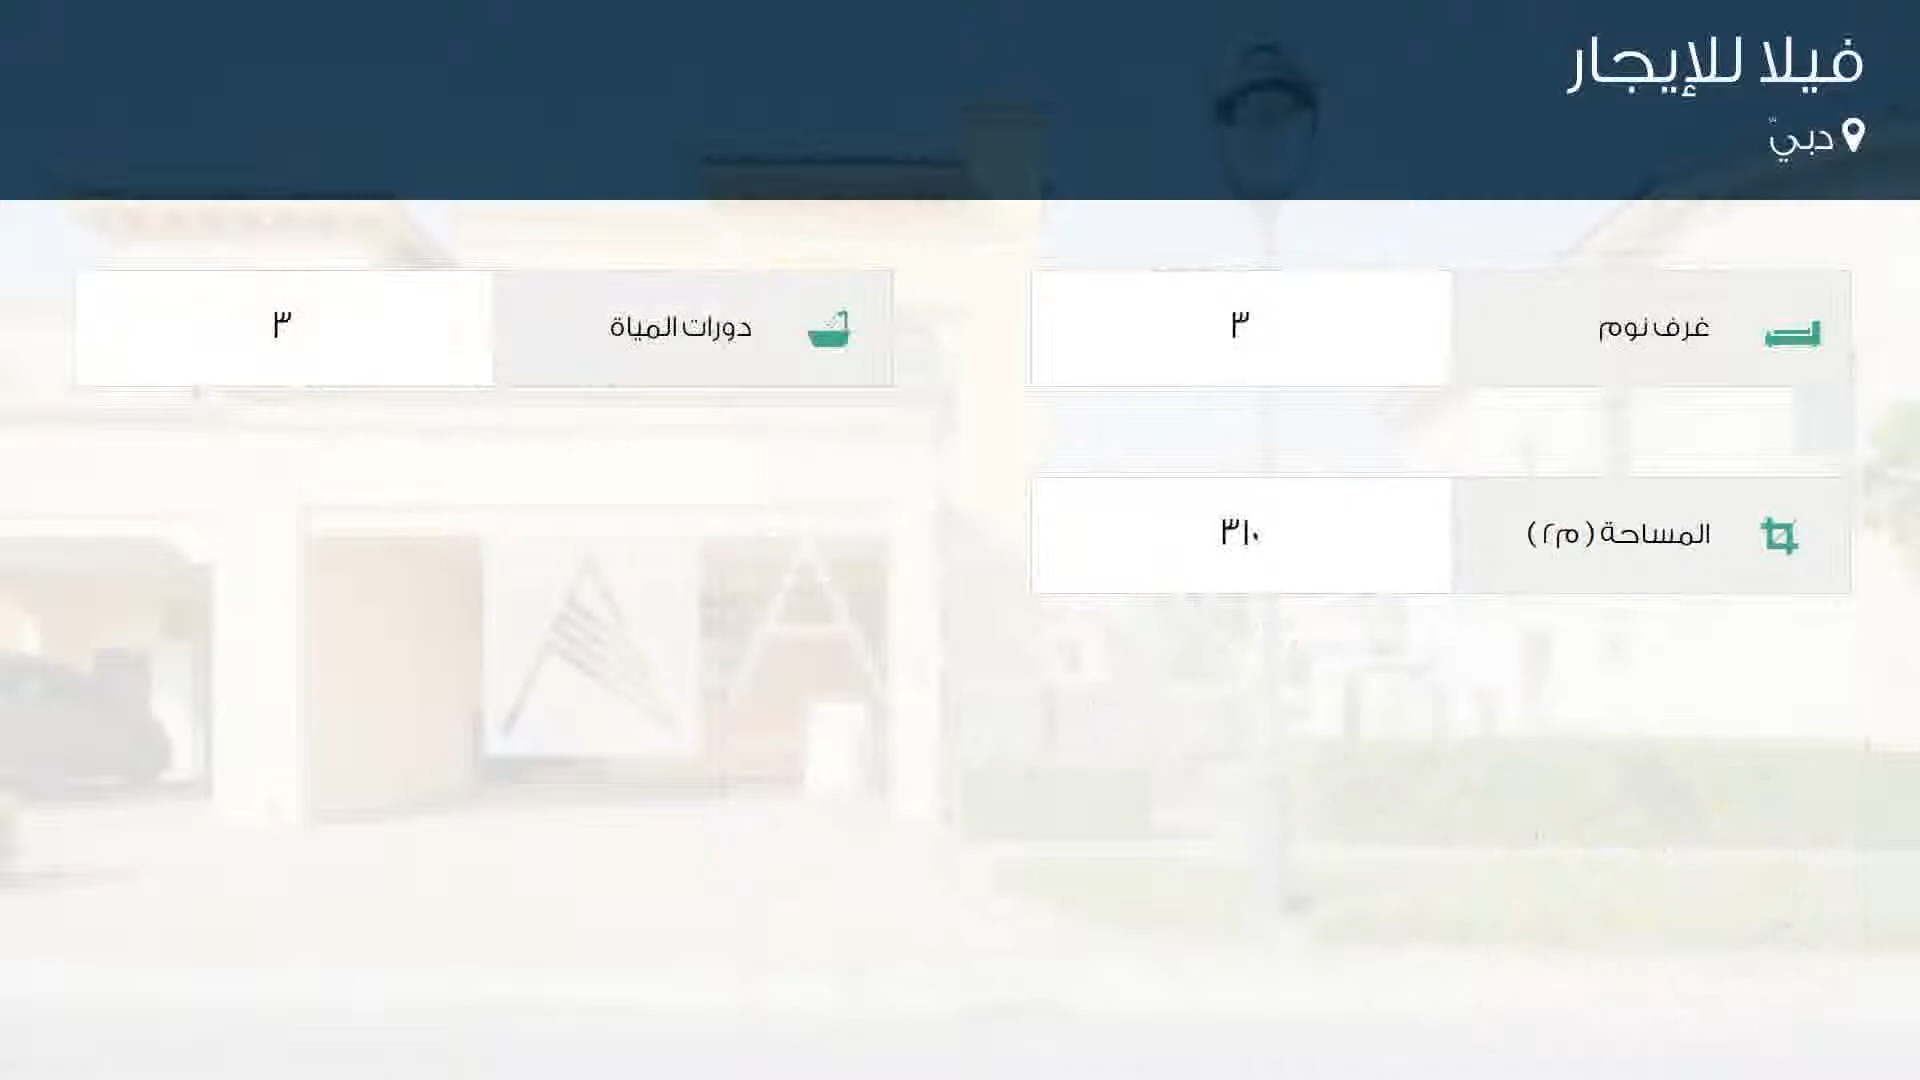 فيلا للإيجار
دبيّ
غرف نوم
٣
دورات المياة
٣
المساحة (م٢)
٣١٠